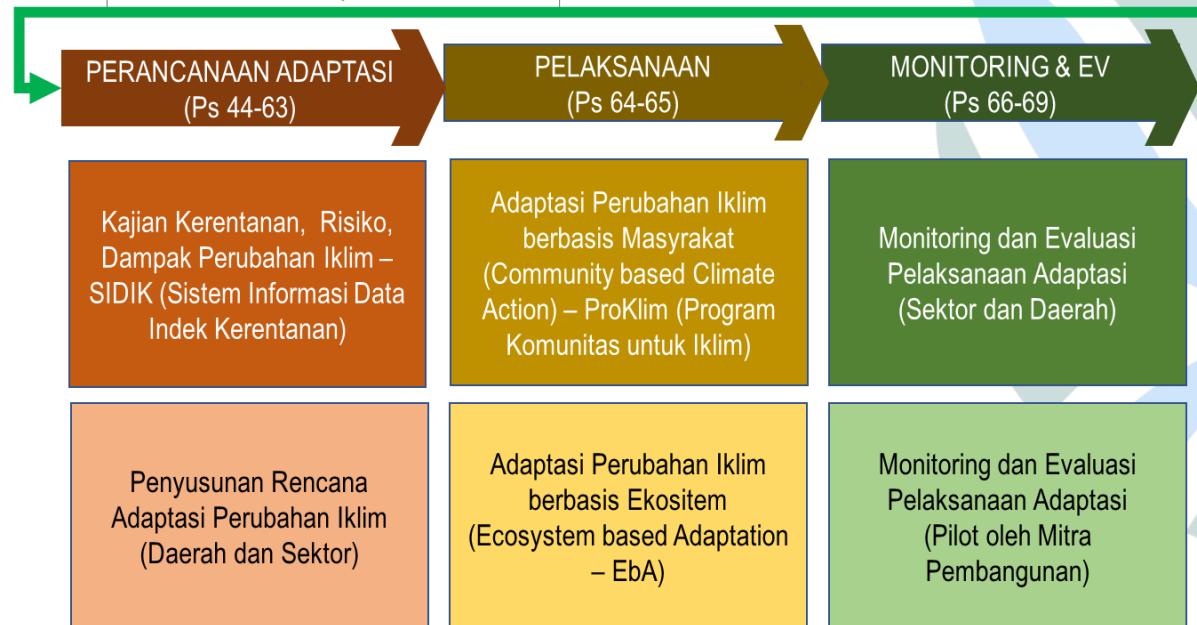 PERANCANAAN ADAPTASI
(Ps 44-63)
PELAKSANAAN
(Ps 64-65)
MONITORING & EV
(Ps 66-69)
Kajian Kerentanan, Risiko,
Dampak Perubahan Iklim –
SIDIK (Sistem Informasi Data
Indek Kerentanan)
Adaptasi Perubahan Iklim
berbasis Masyrakat
(Community based Climate
Action) – ProKlim (Program
Komunitas untuk Iklim)
Monitoring dan Evaluasi
Pelaksanaan Adaptasi
(Sektor dan Daerah)
Penyusunan Rencana
Adaptasi Perubahan Iklim
(Daerah dan Sektor)
Adaptasi Perubahan Iklim
berbasis Ekositem
(Ecosystem based Adaptation
– EbA)
Monitoring dan Evaluasi
Pelaksanaan Adaptasi
(Pilot oleh Mitra
Pembangunan)